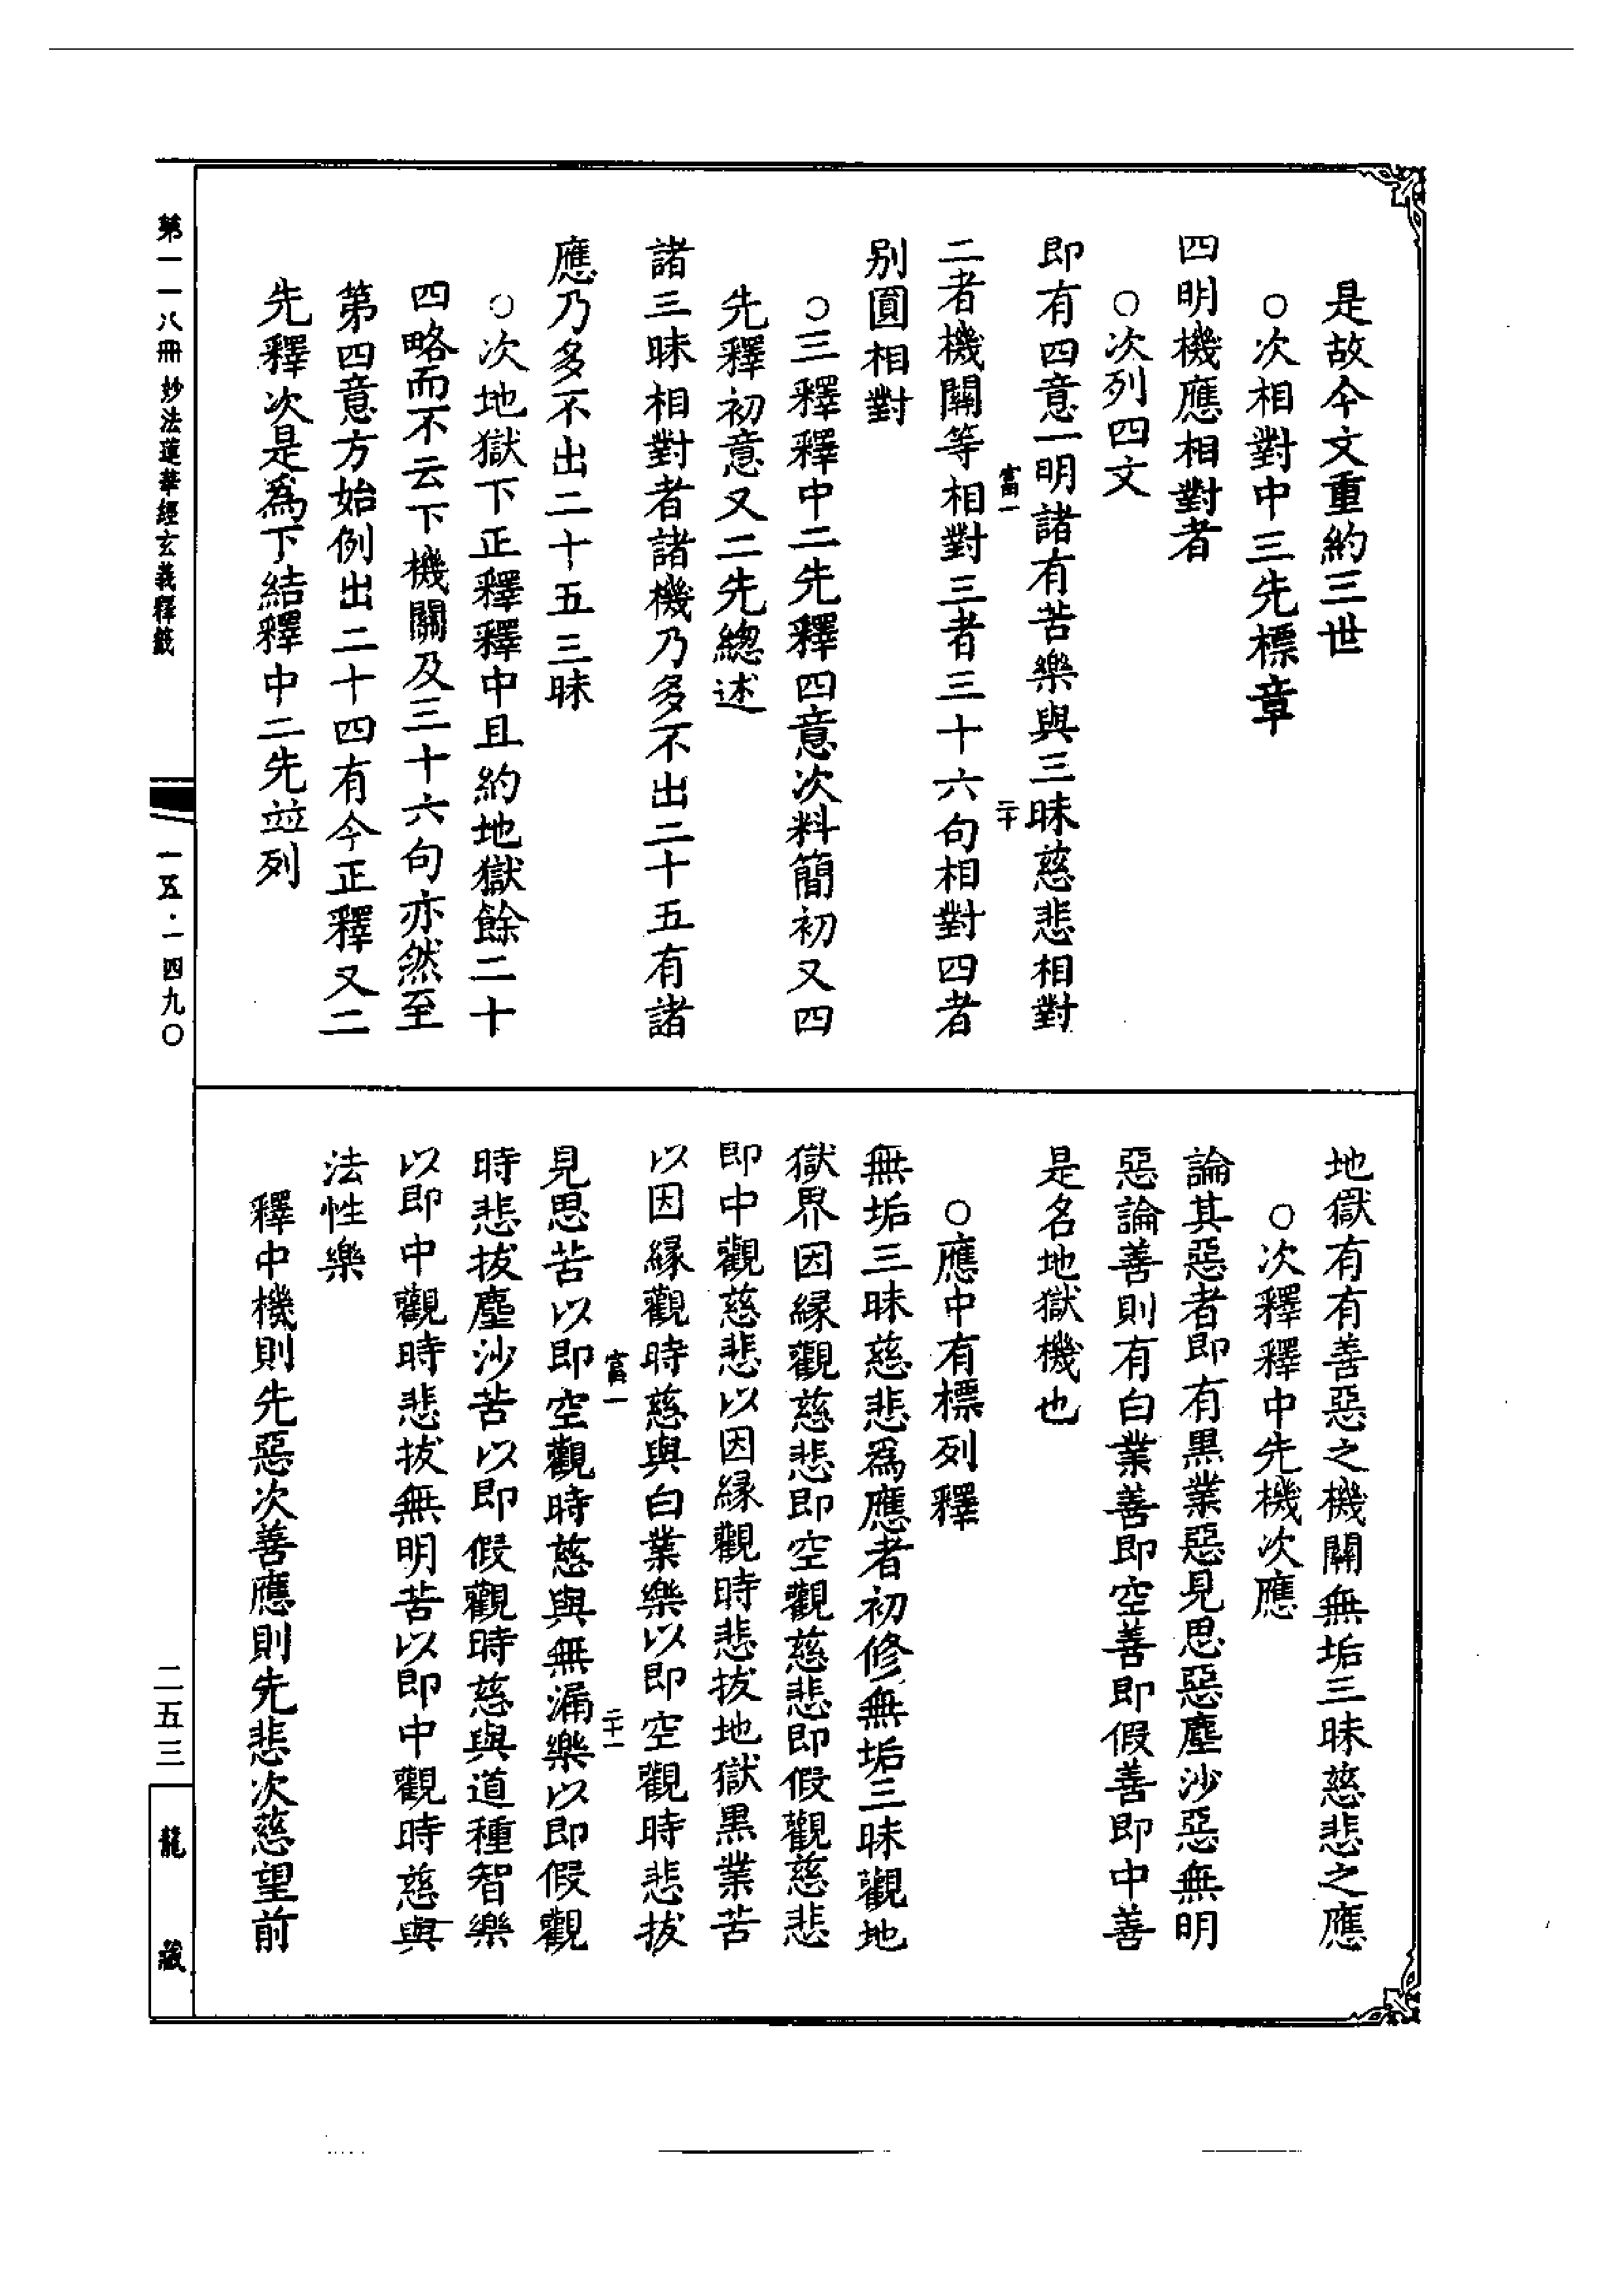 是故今文重約三世
○次相對中三先標章
四明機應相對者
○次列四文
即有四意一明諸有苦樂與三昧慈悲相對
富一
二十
二者機關等相對三者三十六句相對四者
别圓相對
○三釋釋中二先釋四意次料簡初又四
先釋初意又二先總述
諸三昧相對者諸機乃多不出二十五有諸
應乃多不出二十五三昧
○次地獄下正釋釋中且約地獄餘二十
四略而不云下機關及三十六句亦然至
第四意方始例出二十四有今正釋又二
先釋次是為下結釋中二先竝列
地獄有有善惡之機關無垢三昧慈悲之應
○次釋釋中先機次應
論其惡者即有黑業惡見思惡塵沙惡無明
惡論善則有白業善即空善即假善即中善
是名地獄機也
○應中有標列釋
無垢三昧慈悲為應者初修無垢三昧觀地
獄界因緣觀慈悲即空觀慈悲即假觀慈悲
即中觀慈悲以因緣觀時悲拔地獄黑業苦
以因緣觀時慈與白業樂以即空觀時悲拔
富一
二十一
見思苦以即空觀時慈與無漏樂以即假觀
時悲拔塵沙苦以即假觀時慈與道種智樂
以即中觀時悲拔無明苦以即中觀時慈與
法性樂
釋中機則先惡次善應則先悲次慈望前
第一一八冊 妙法蓮華經玄義釋籤
一五·一四九〇
二五三
龍藏